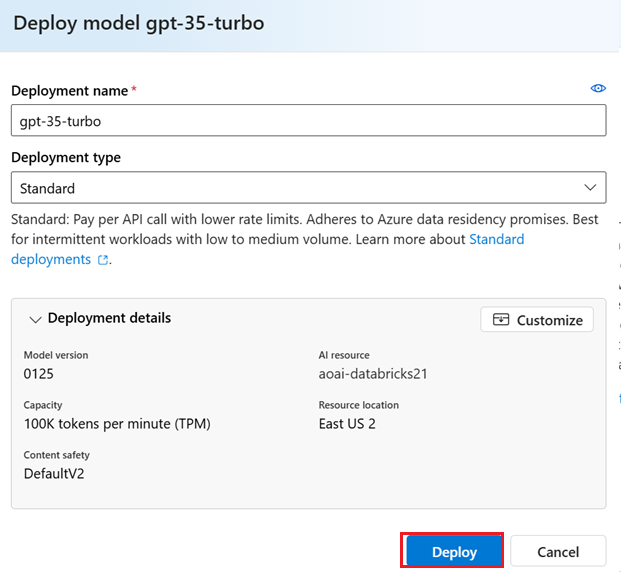 Deploy model gpt-35-turbo
Deployment name *
gpt-35-turbo
Deployment type
Standard
Standard: Pay per API call with lower rate limits. Adheres to Azure data residency promises. Best
for intermittent workloads with low to medium volume. Learn more about Standard
deployments.
Deployment details
Customize
Model version
AI resource
0125
aoai-databricks21
Capacity
Resource location
100K tokens per minute (TPM)
East US 2
Content safety
DefaultV2
Deploy
Cancel